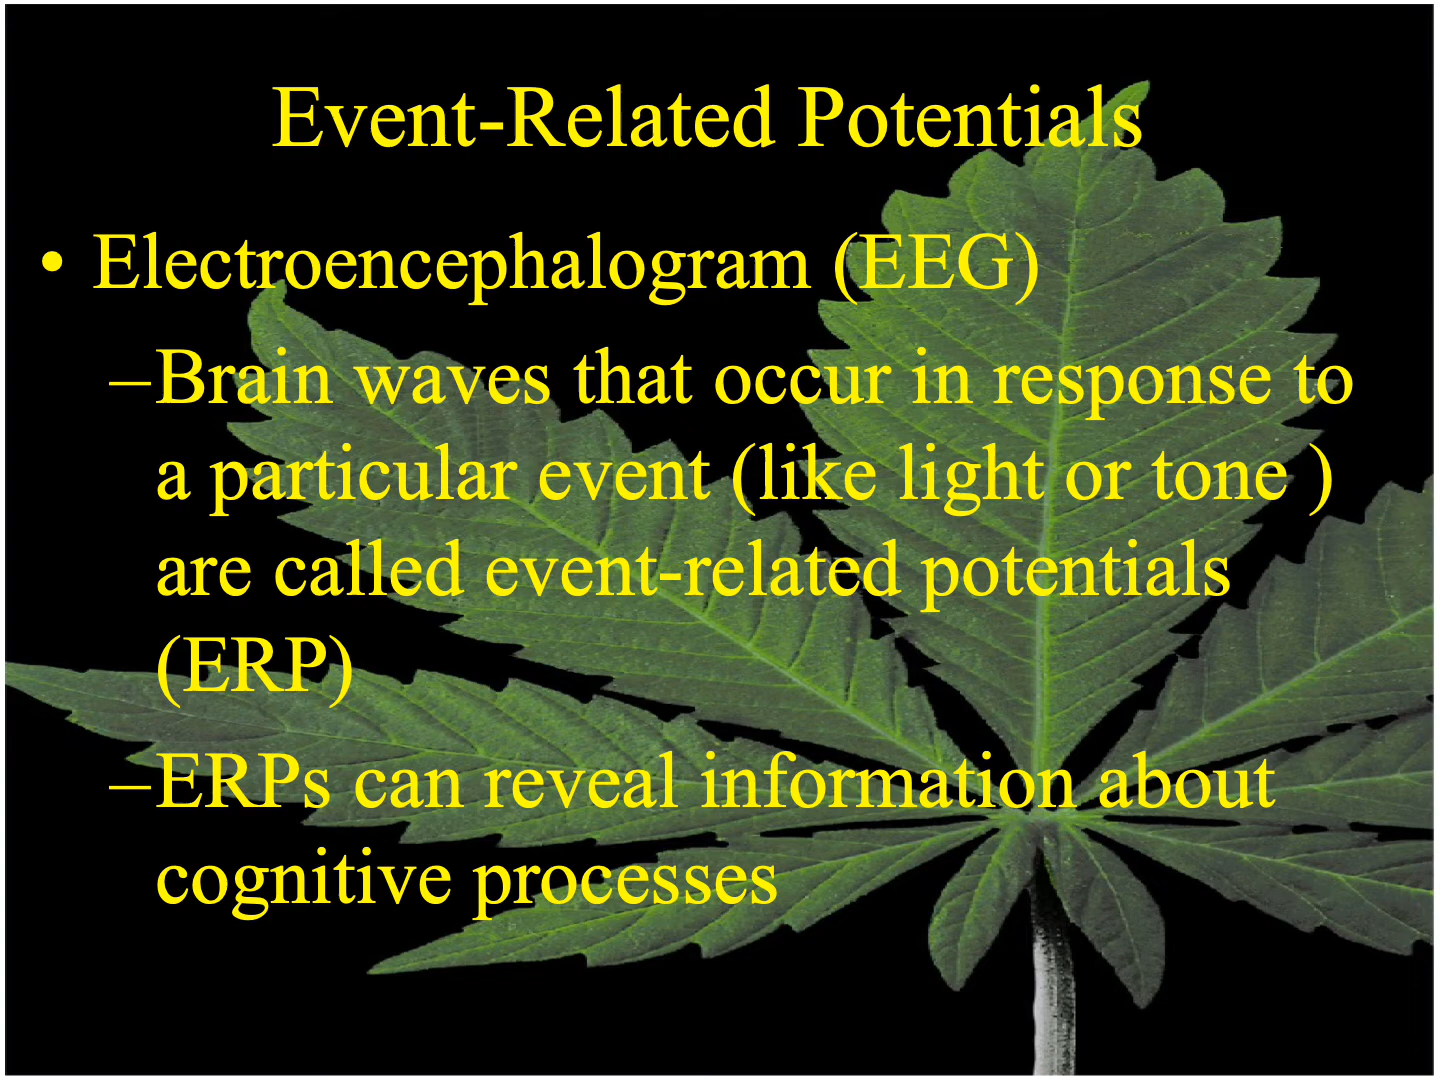 Event-Related Potentials
• Electroencephalogram (EEG)
–Brain waves that occur in response to
a particular event (like light or tone )
are called event-related potentials
(ERP)
–ERPs can reveal information about
cognitive processes